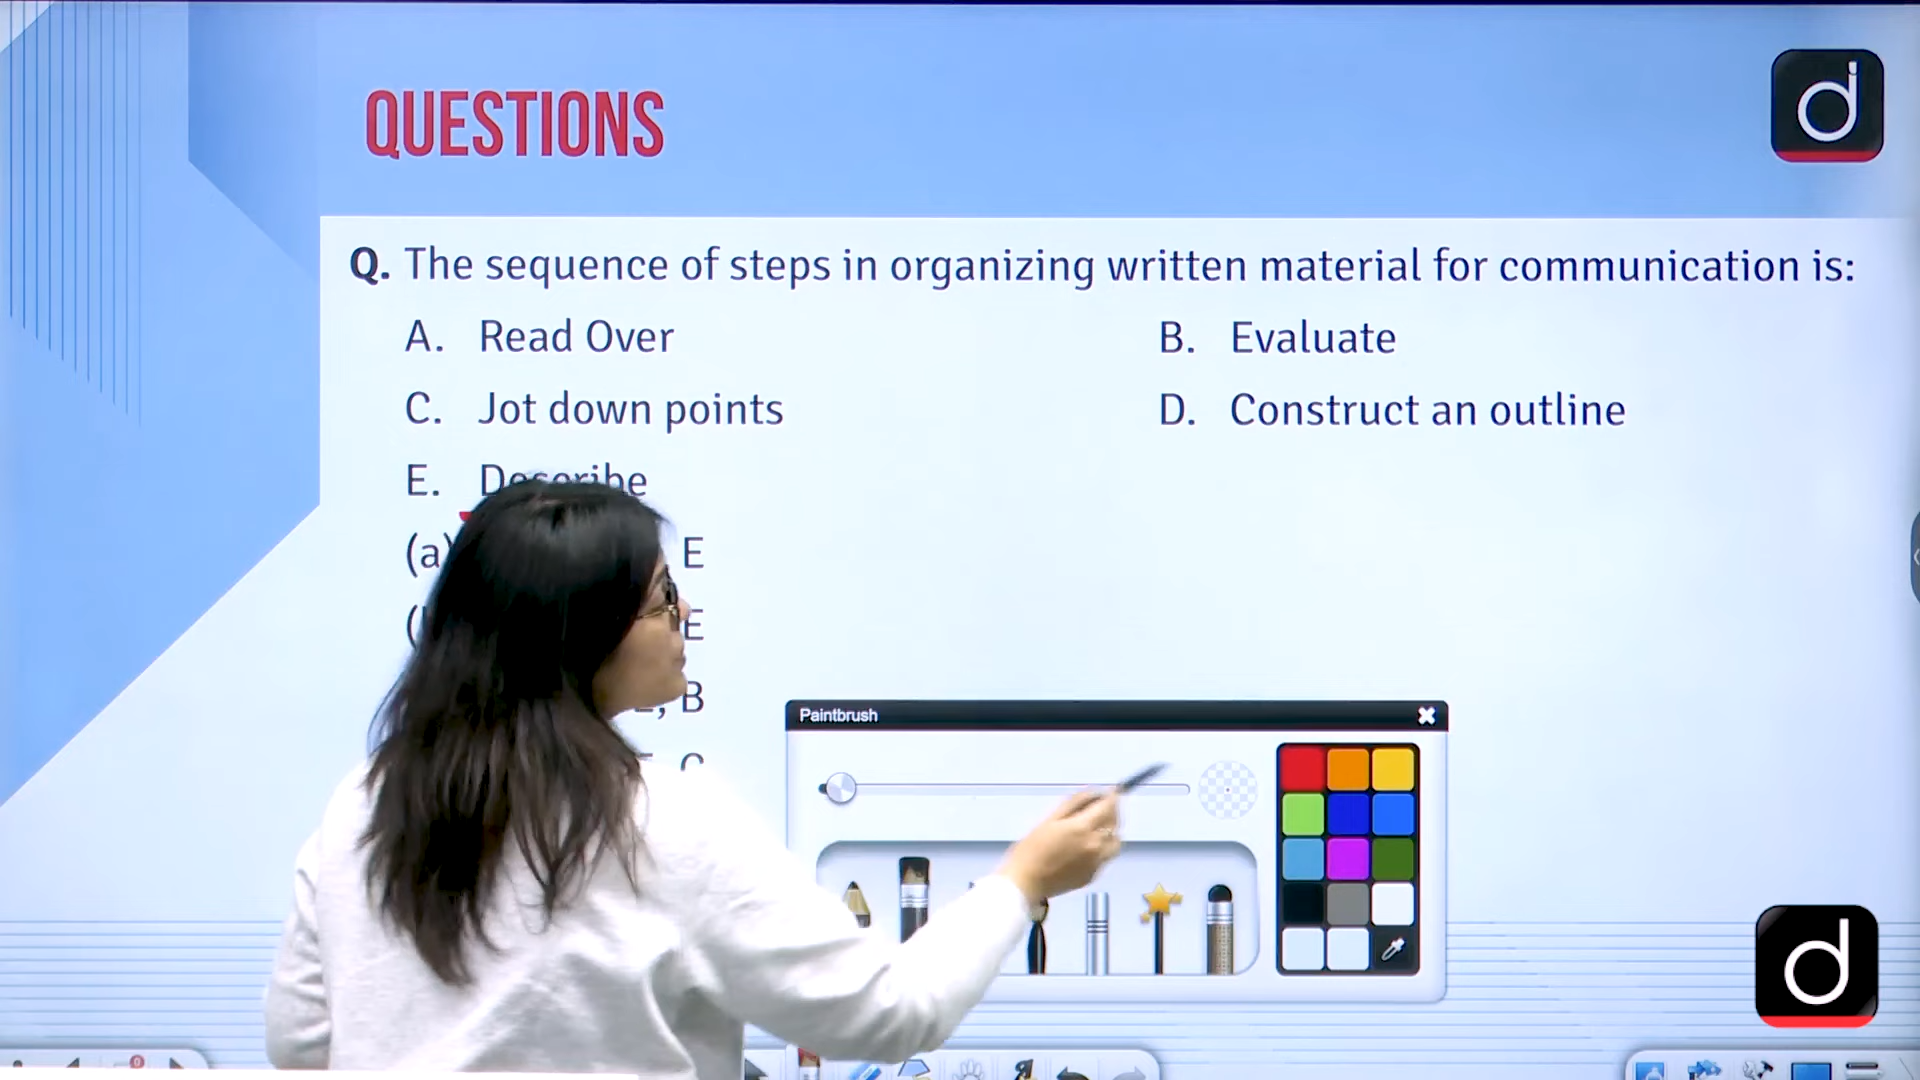 QUESTIONS
d
Q. The sequence of steps in organizing written material for communication is:
A. Read Over
B. Evaluate
C. Jot down points
D. Construct an outline
E. Describe
(a) E
E
, B
Paintbrush
d